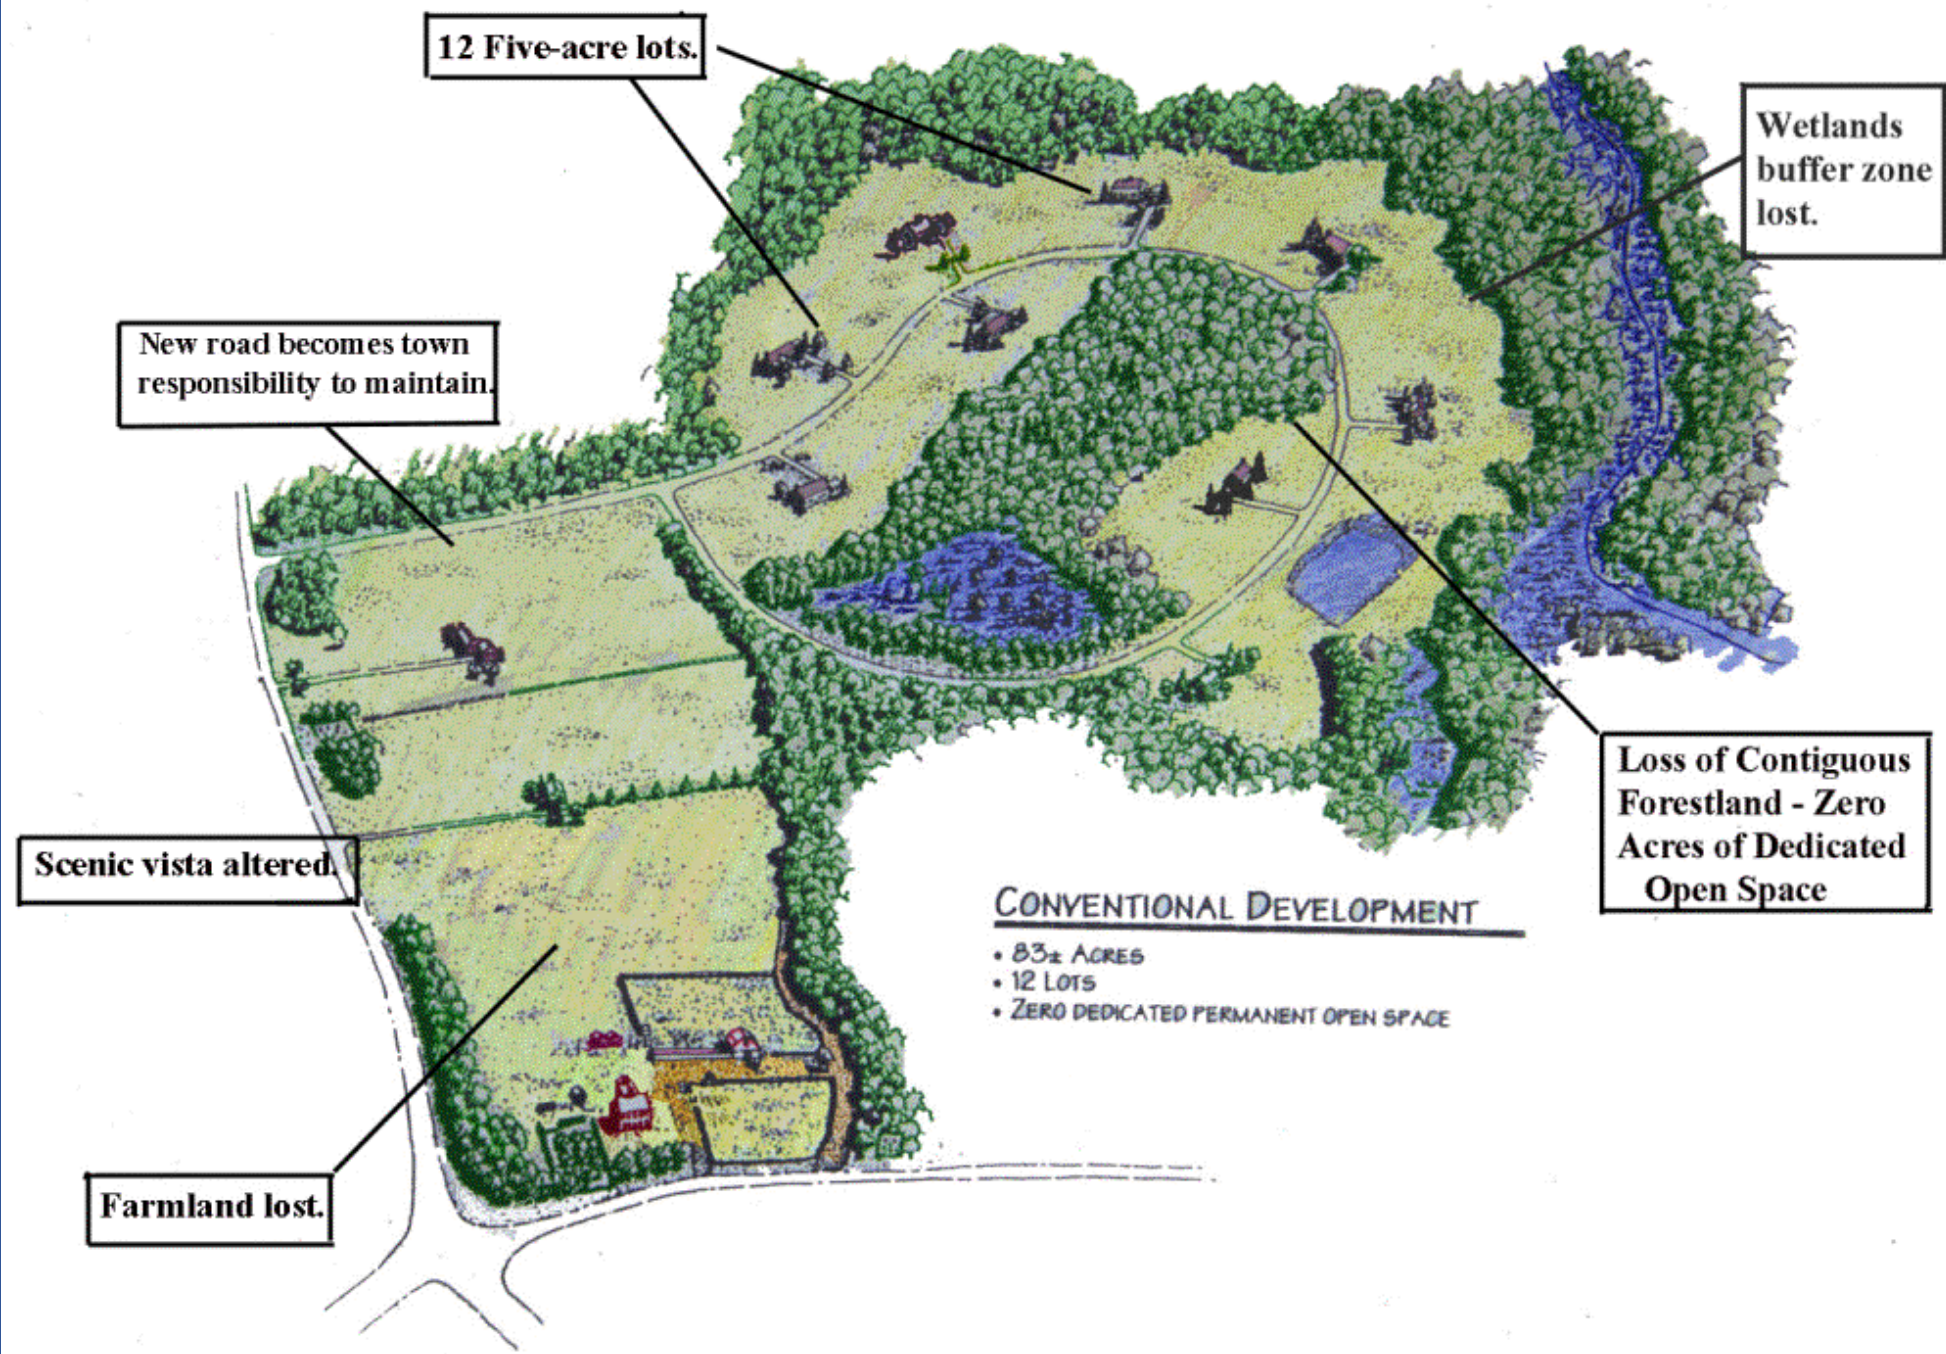 12 Five-acre lots.
Wetlands
buffer zone
lost.
New road becomes town
responsibility to maintain.
Loss of Contiguous
Forestland - Zero
Acres of Dedicated
Open Space
Scenic vista altered.
CONVENTIONAL DEVELOPMENT
• 83± ACRES
• 12 LOTS
• ZERO DEDICATED PERMANENT OPEN SPACE
Farmland lost.